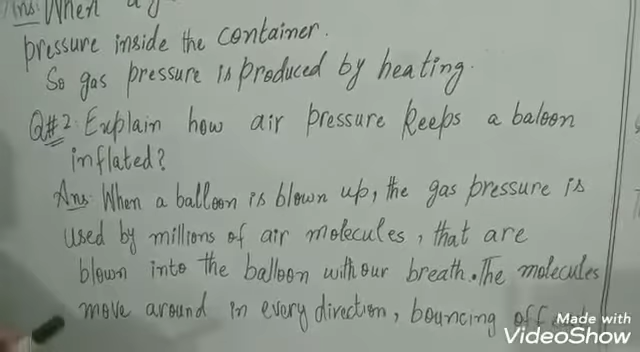 Ans: When a g
pressure inside the container.
So gas pressure is produced by heating.
Q#2: Explain how air pressure keeps a baloon
inflated?
Ans: When a balloon is blown up, the gas pressure is
used by millions of air molecules, that are
blown into the balloon with our breath. The molecules
move around in every direction, bouncing off
Made with
VideoShow